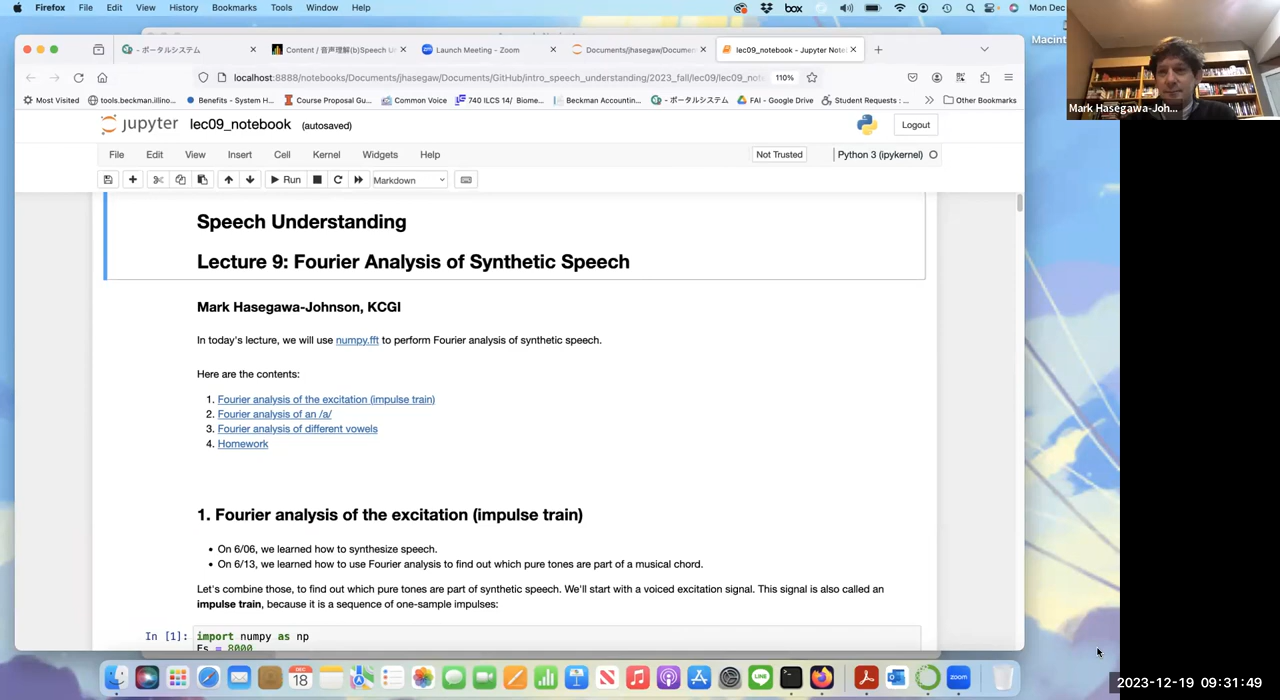 Firefox File Edit View History Bookmarks Tools Window Help box Mon Dec
Macint
- ポータルシステム
Content / 音声理解(Speech U
Launch Meeting - Zoom
Documents/jhasegaw/Documen
lec09_notebook - Jupyter Note
localhost:8888/notebooks/Documents/jhasegaw/Documents/GitHub/intro_speech_understanding/2023_fall/lec09/lec09_note
110%
Most Visited tools.beckman.illino... Benefits - System H... Course Proposal Gu... Common Voice 740 ILCS 14/ Biome... Beckman Accountin... - ポータルシステム FAI - Google Drive Student Requests : ... Other Bookmarks
Mark Hasegawa-Joh...
jupyter lec09_notebook (autosaved)
Logout
File Edit View Insert Cell Kernel Widgets Help
Not Trusted
Python 3 (ipykernel)
Run
Markdown
Speech Understanding
Lecture 9: Fourier Analysis of Synthetic Speech
Mark Hasegawa-Johnson, KCGI
In today's lecture, we will use numpy.fft to perform Fourier analysis of synthetic speech.
Here are the contents:
1. Fourier analysis of the excitation (impulse train)
2. Fourier analysis of an /a/
3. Fourier analysis of different vowels
4. Homework
1. Fourier analysis of the excitation (impulse train)
• On 6/06, we learned how to synthesize speech.
• On 6/13, we learned how to use Fourier analysis to find out which pure tones are part of a musical chord.
Let's combine those, to find out which pure tones are part of synthetic speech. We'll start with a voiced excitation signal. This signal is also called an
impulse train, because it is a sequence of one-sample impulses:
In [1]: import numpy as np
Fs = 8000
DEC
18
LINE
zoom
2023-12-19 09:31:49